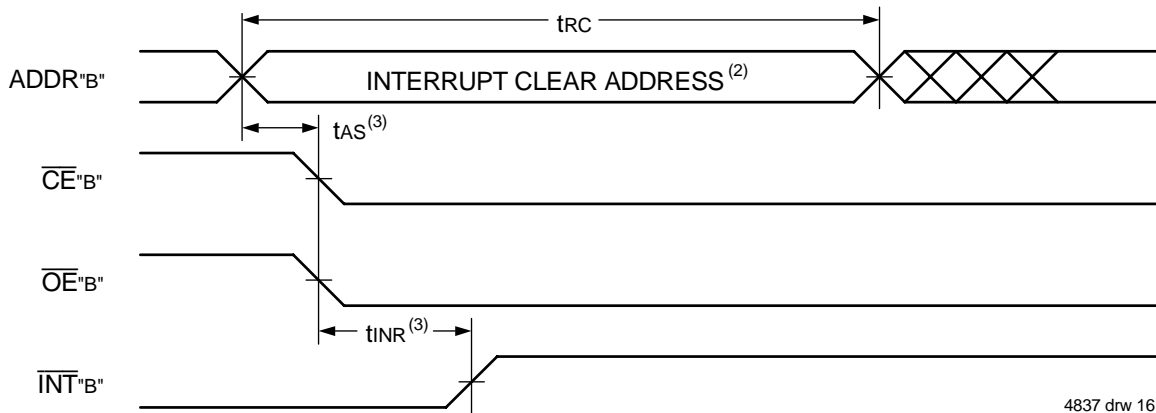 tRC
ADDR"B"
INTERRUPT CLEAR ADDRESS(2)
tAS(3)
CE"B"
OE"B"
tINR(3)
INT"B"
4837 drw 16